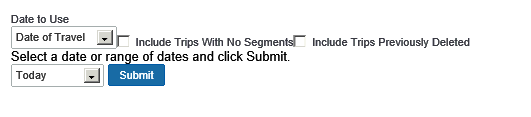 Date to Use
Date of Travel Include Trips With No Segments Include Trips Previously Deleted
Select a date or range of dates and click Submit.
Today Submit